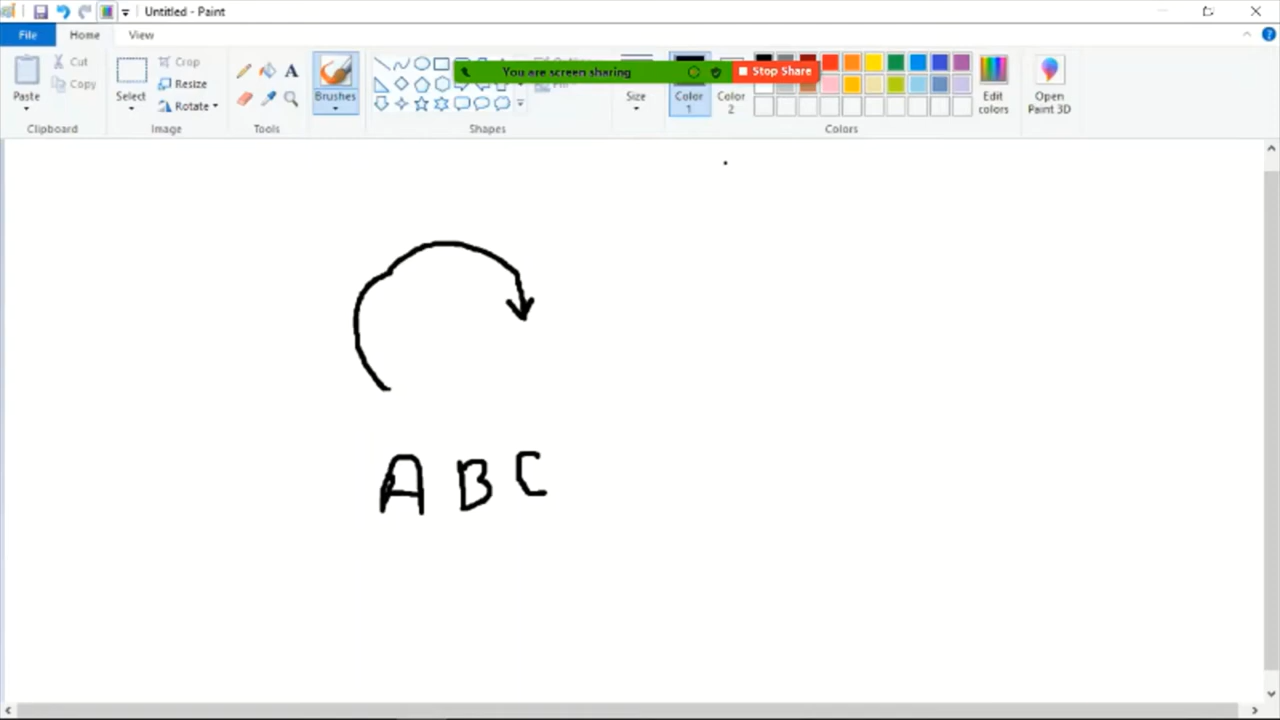 Untitled - Paint
File Home View
Paste
Cut
Copy
Clipboard
Select
Crop
Resize
Rotate
Image
A
Tools
Brushes
Shapes
You are screen sharing
Stop Share
Size
Color
1
Color
2
Edit
colors
Colors
Open
Paint 3D
A B C